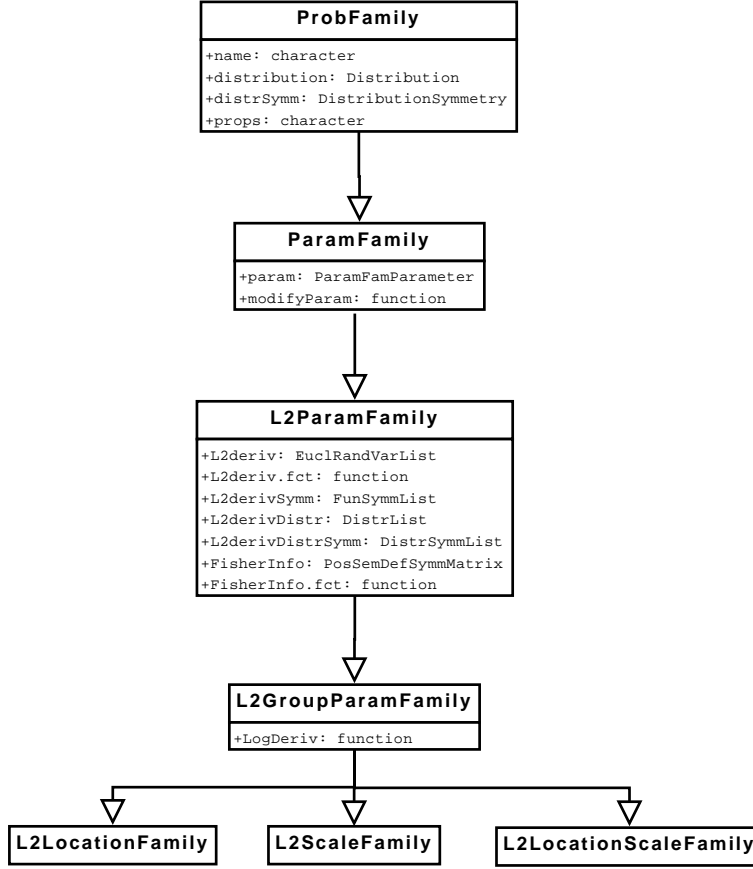 ProbFamily
+name: character
+distribution: Distribution
+distrSymm: DistributionSymmetry
+props: character
ParamFamily
+param: ParamFamParameter
+modifyParam: function
L2ParamFamily
+L2deriv: EuclRandVarList
+L2deriv.fct: function
+L2derivSymm: FunSymmList
+L2derivDistr: DistrList
+L2derivDistrSymm: DistrSymmList
+FisherInfo: PosSemDefSymmMatrix
+FisherInfo.fct: function
L2GroupParamFamily
+LogDeriv: function
L2LocationFamily
L2ScaleFamily
L2LocationScaleFamily